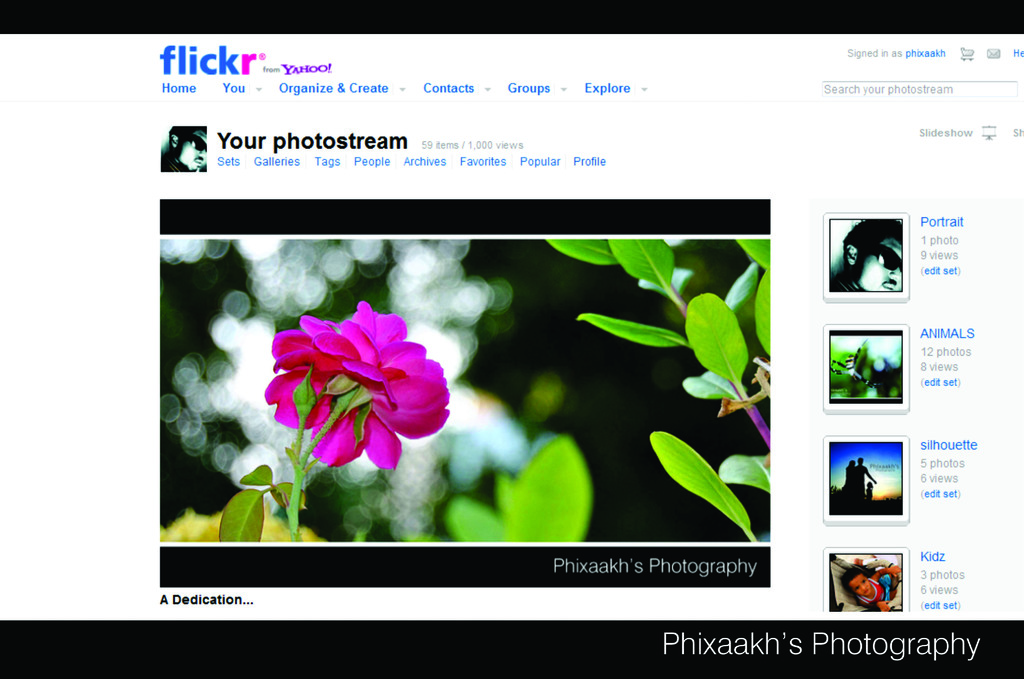 flickr® from YAHOO!
Signed in as phixaakh
He
Home You Organize & Create Contacts Groups Explore
Search your photostream
Your photostream 59 items / 1,000 views
Slideshow Sh
Sets Galleries Tags People Archives Favorites Popular Profile
Portrait
1 photo
9 views
(edit set)
ANIMALS
12 photos
8 views
(edit set)
silhouette
5 photos
6 views
(edit set)
Kidz
3 photos
6 views
(edit set)
Phixaakh's Photography
A Dedication...
Phixaakh's Photography